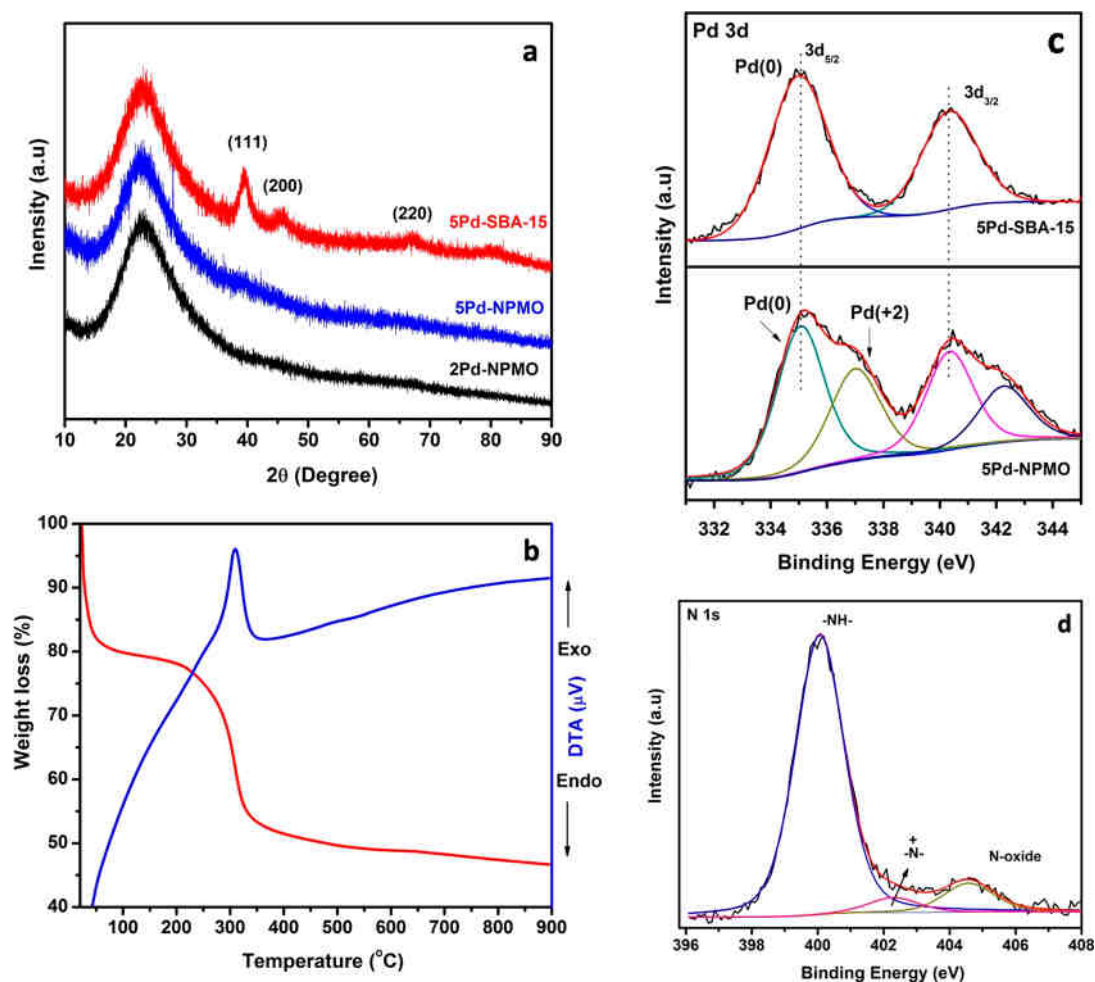 a
(111)
(200)
(220)
5Pd-SBA-15
5Pd-NPMO
2Pd-NPMO
Inensity (a.u)
10 20 30 40 50 60 70 80 90
2θ (Degree)
b
100
90
80
70
60
50
40
Weight loss (%)
Exo
Endo
DTA (µV)
100 200 300 400 500 600 700 800 900
Temperature (°C)
Pd 3d
c
3d5/2
Pd(0)
3d3/2
5Pd-SBA-15
Pd(0)
Pd(+2)
5Pd-NPMO
Intensity (a.u)
332 334 336 338 340 342 344
Binding Energy (eV)
N 1s
d
-NH-
+
-N-
N-oxide
Intensity (a.u)
396 398 400 402 404 406 408
Binding Energy (eV)